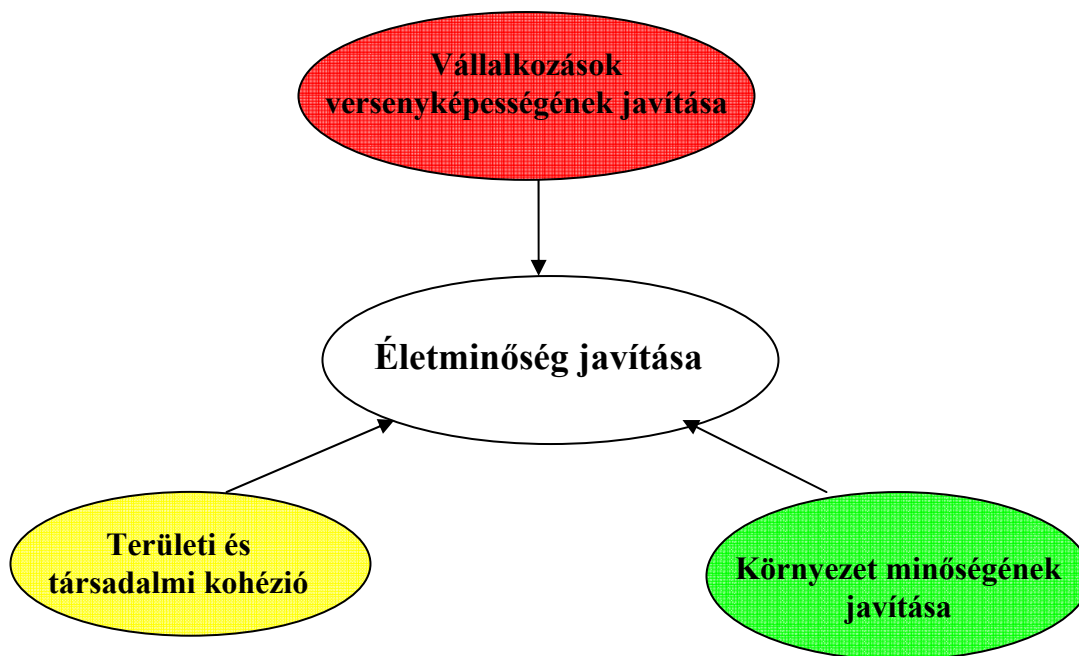 Vállalkozások
versenyképességének javítása
Életminőség javítása
Területi és
társadalmi kohézió
Környezet minőségének
javítása